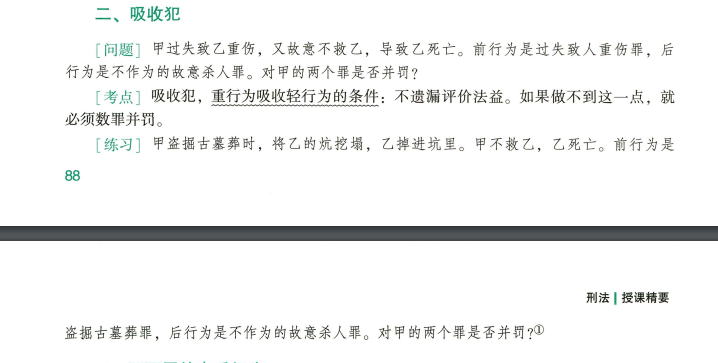 二、吸收犯
［问题］ 甲过失致乙重伤，又故意不救乙，导致乙死亡。前行为是过失致人重伤罪，后
行为是不作为的故意杀人罪。对甲的两个罪是否并罚？
［考点］ 吸收犯，重行为吸收轻行为的条件：不遗漏评价法益。如果做不到这一点，就
必须数罪并罚。
［练习］ 甲盗掘古墓葬时，将乙的炕挖塌，乙掉进坑里。甲不救乙，乙死亡。前行为是
88
刑法 | 授课精要
盗掘古墓葬罪，后行为是不作为的故意杀人罪。对甲的两个罪是否并罚？①